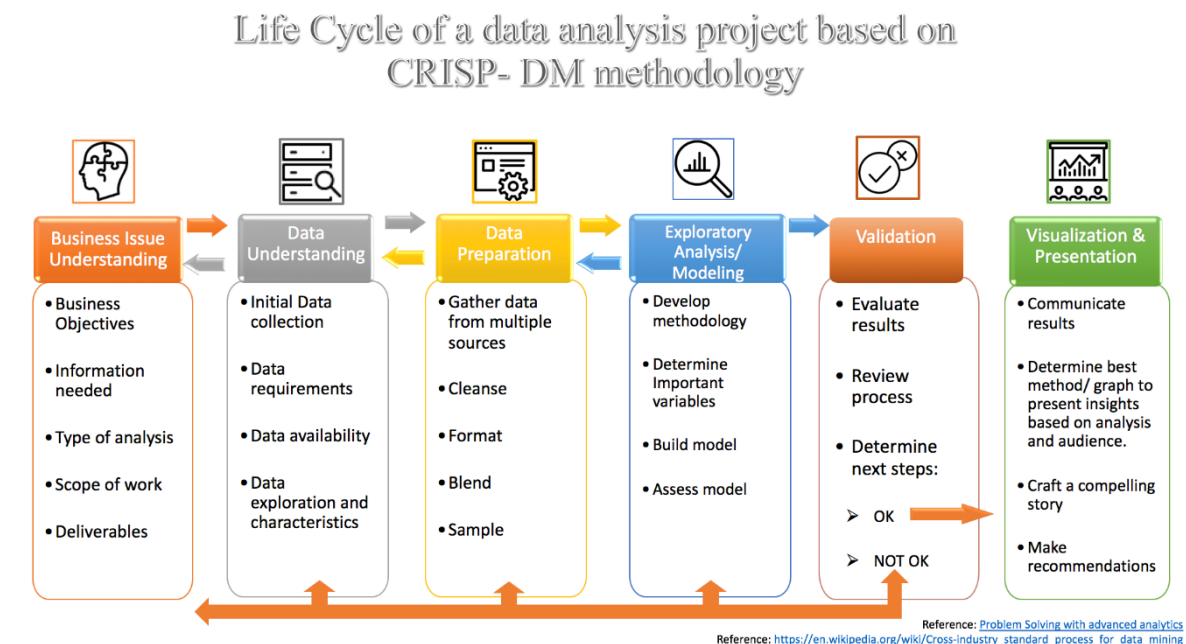 Life Cycle of a data analysis project based on
CRISP- DM methodology
Business Issue
Understanding
• Business
Objectives
• Information
needed
• Type of analysis
• Scope of work
• Deliverables
Data
Understanding
• Initial Data
collection
• Data
requirements
• Data availability
• Data
exploration and
characteristics
Data
Preparation
• Gather data
from multiple
sources
• Cleanse
• Format
• Blend
• Sample
Exploratory
Analysis/
Modeling
• Develop
methodology
• Determine
Important
variables
• Build model
• Assess model
Validation
• Evaluate
results
• Review
process
• Determine
next steps:
➢ OK
➢ NOT OK
Visualization &
Presentation
• Communicate
results
• Determine best
method/ graph to
present insights
based on analysis
and audience.
• Craft a compelling
story
• Make
recommendations
Reference: Problem Solving with advanced analytics
Reference: https://en.wikipedia.org/wiki/Cross-industry_standard_process_for_data_mining